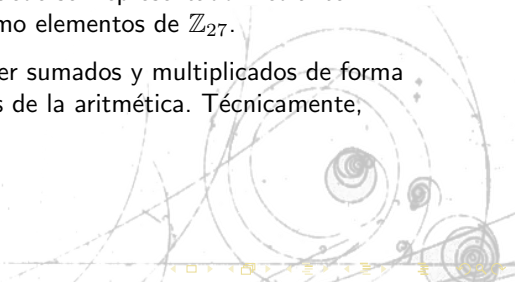 mo elementos de ℤ₂₇.
er sumados y multiplicados de forma
s de la aritmética. Técnicamente,